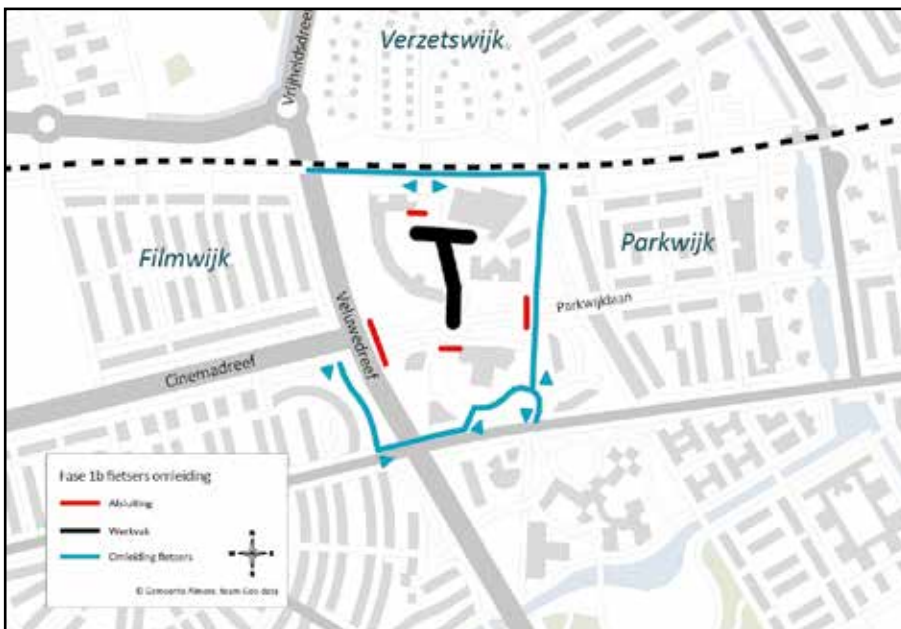 Verzetswijk
Vrijheidsdreef
Filmwijk
Parkwijk
Parkwijklaan
Veluwedreef
Cinemadreef
Fase 1b fietsers omleiding
Afsluiting
Werkvak
Omleiding fietsers
© Gemeente Almere, team Geo data